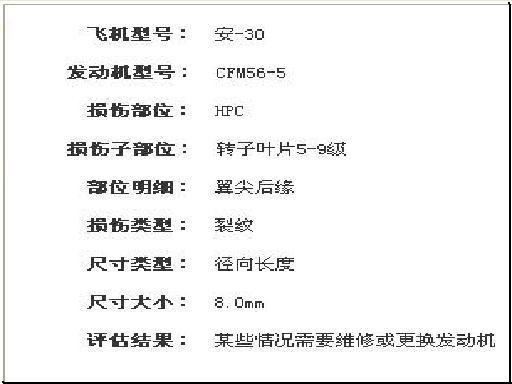 飞机型号： 安-30
发动机型号： CFM56-5
损伤部位： HPC
损伤子部位： 转子叶片5-9级
部位明细： 翼尖后缘
损伤类型： 裂纹
尺寸类型： 径向长度
尺寸大小： 8.0mm
评估结果： 某些情况需要维修或更换发动机